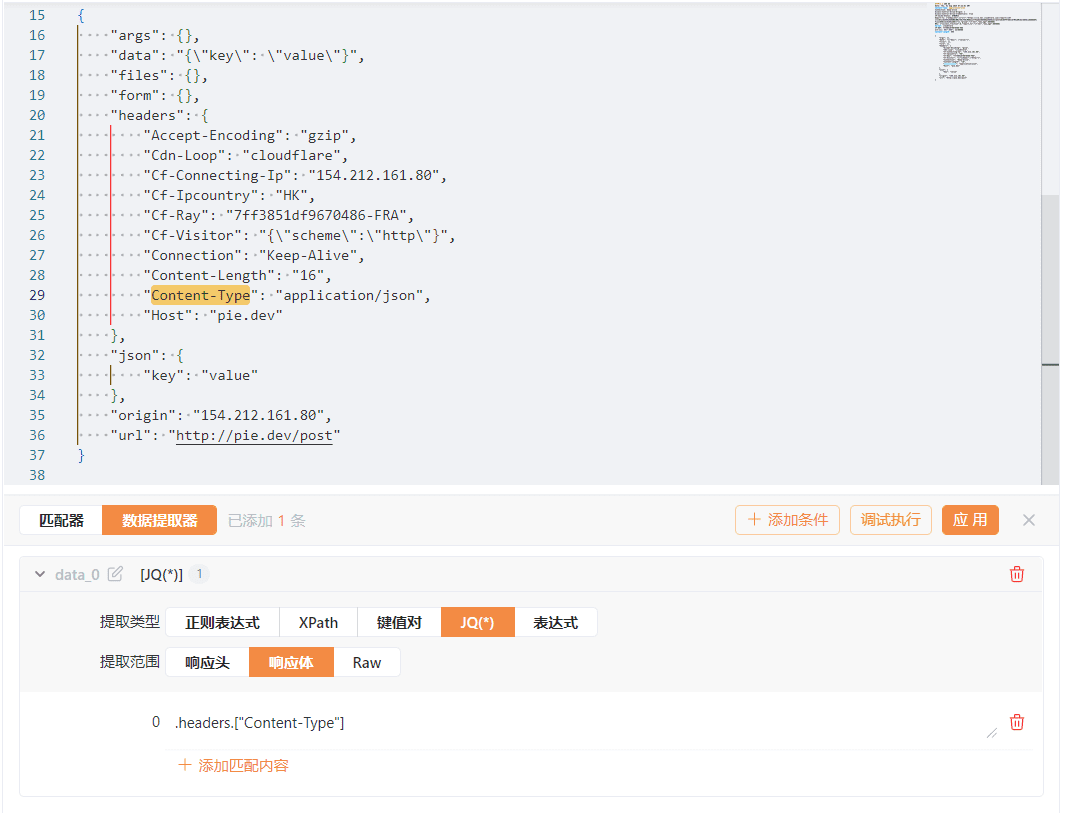 15 {
16 "args": {},
17 "data": "{\"key\": \"value\"}",
18 "files": {},
19 "form": {},
20 "headers": {
21 "Accept-Encoding": "gzip",
22 "Cdn-Loop": "cloudflare",
23 "Cf-Connecting-Ip": "154.212.161.80",
24 "Cf-Ipcountry": "HK",
25 "Cf-Ray": "7ff3851df9670486-FRA",
26 "Cf-Visitor": "{\"scheme\":\"http\"}",
27 "Connection": "Keep-Alive",
28 "Content-Length": "16",
29 "Content-Type": "application/json",
30 "Host": "pie.dev"
31 },
32 "json": {
33 "key": "value"
34 },
35 "origin": "154.212.161.80",
36 "url": "http://pie.dev/post"
37 }
38
匹配器 数据提取器 已添加 1 条 添加条件 调试执行 应 用
data_0 [JQ(*)] 1
提取类型 正则表达式 XPath 键值对 JQ(*) 表达式
提取范围 响应头 响应体 Raw
0 .headers.["Content-Type"]
添加匹配内容